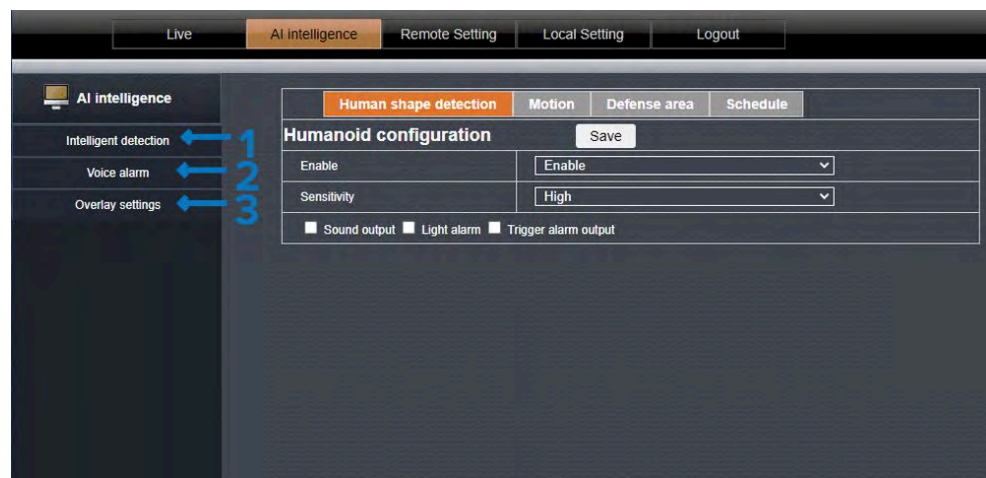 Live AI intelligence Remote Setting Local Setting Logout
AI intelligence
Intelligent detection 1
Voice alarm 2
Overlay settings 3
Human shape detection Motion Defense area Schedule
Humanoid configuration Save
Enable Enable
Sensitivity High
Sound output Light alarm Trigger alarm output